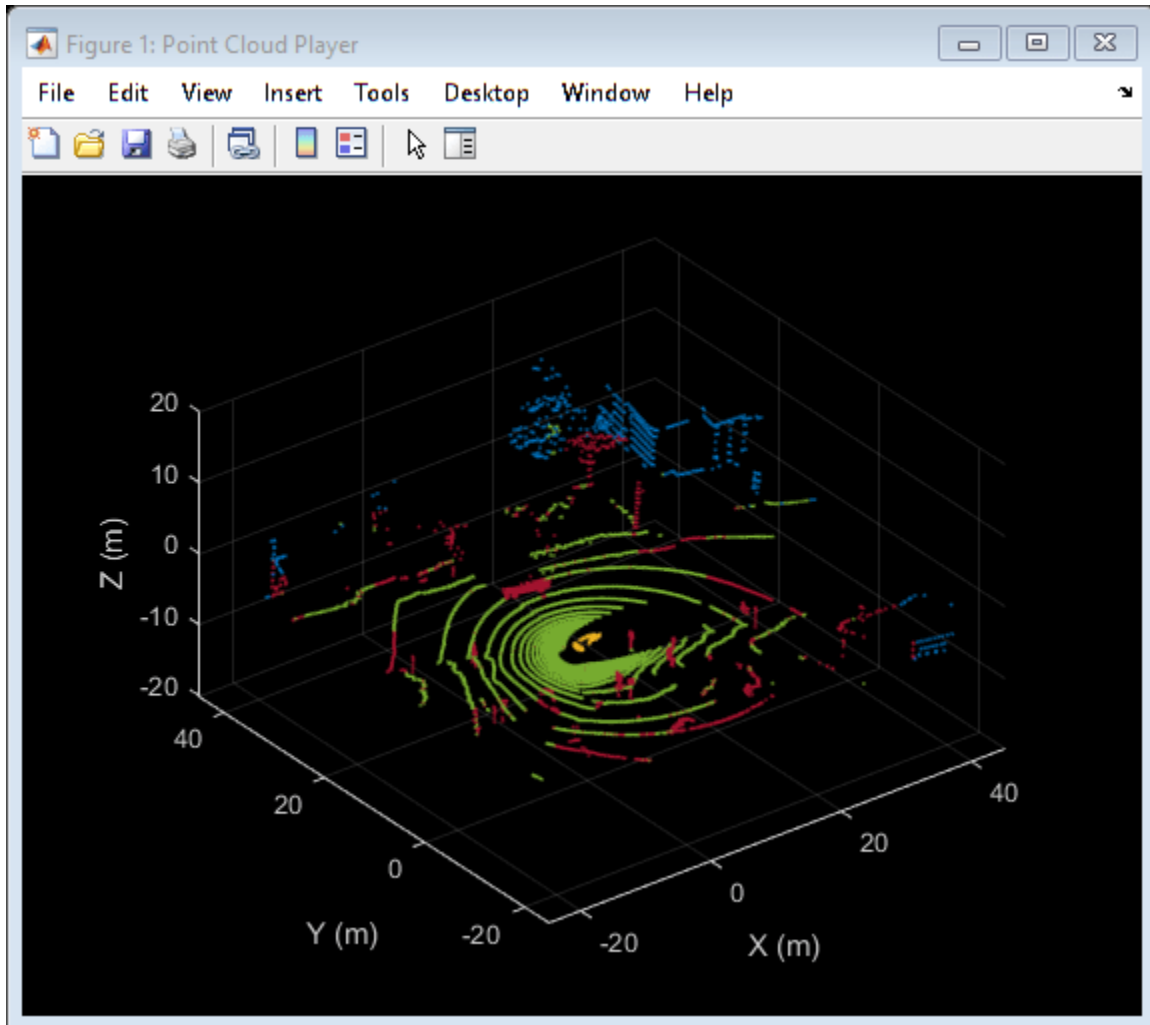 Figure 1: Point Cloud Player
File Edit View Insert Tools Desktop Window Help
20
10
0
-10
-20
Z (m)
40
20
0
-20
Y (m)
40
20
0
-20
X (m)